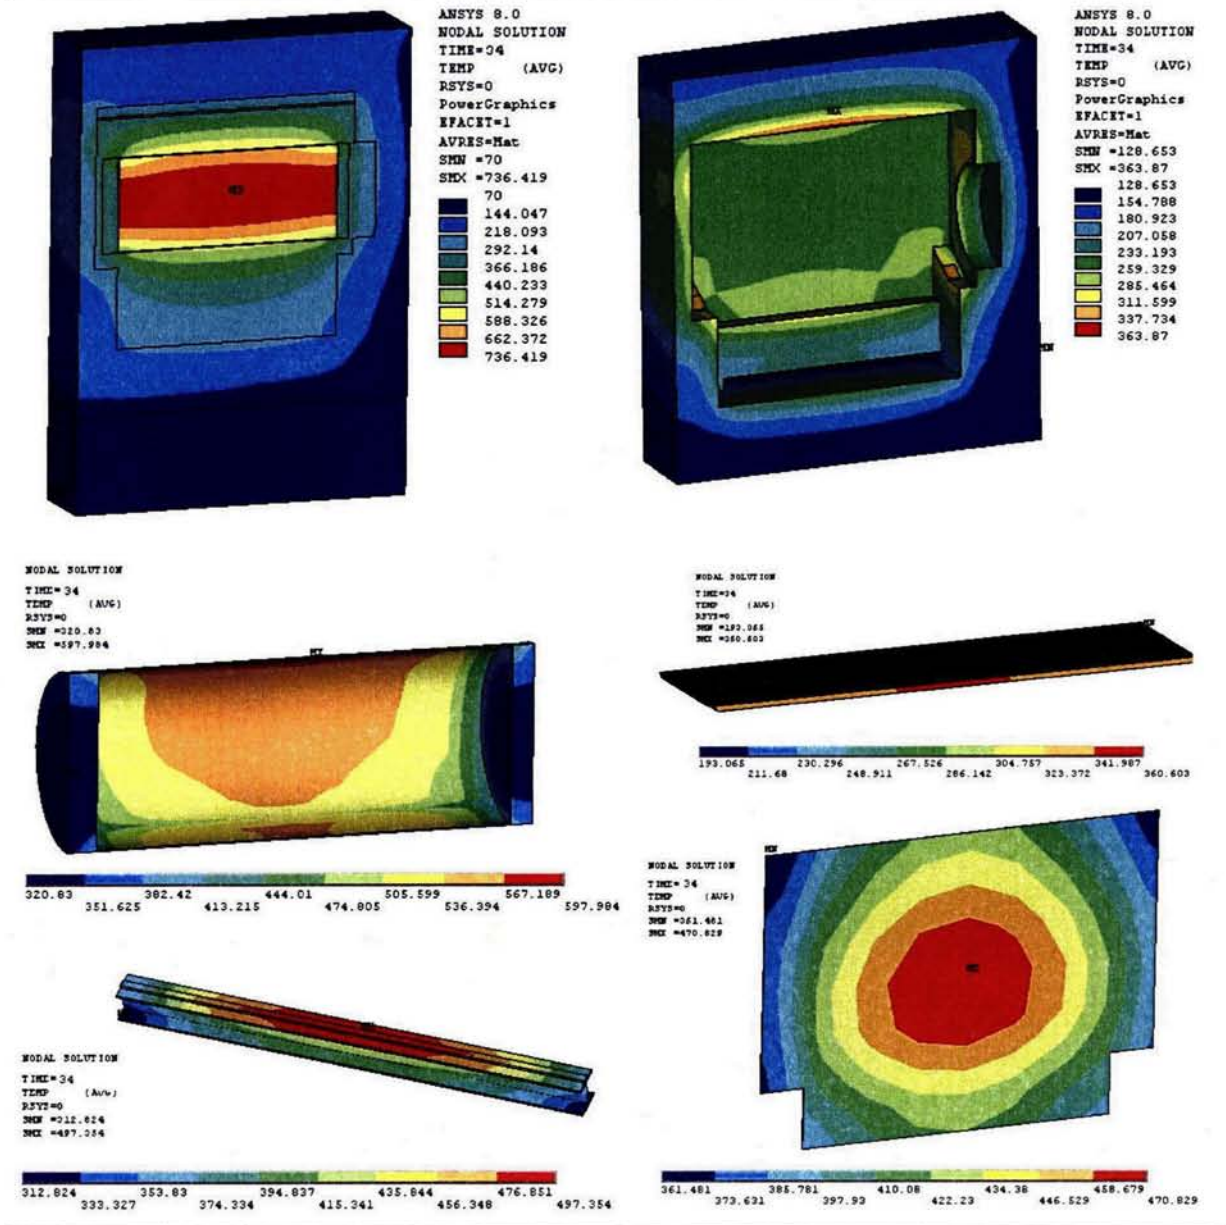 ANSYS 8.0
NODAL SOLUTION
TIME=34
TEMP (AVG)
RSYS=0
PowerGraphics
EFACET=1
AVRES=Mat
SMN =70
SMX =736.419
70
144.047
218.093
292.14
366.186
440.233
514.279
588.326
662.372
736.419
ANSYS 8.0
NODAL SOLUTION
TIME=34
TEMP (AVG)
RSYS=0
PowerGraphics
EFACET=1
AVRES=Mat
SMN =128.653
SMX =363.87
128.653
154.788
180.923
207.058
233.193
259.329
285.464
311.599
337.734
363.87
MX
MN
NODAL SOLUTION
TIME=34
TEMP (AVG)
RSYS=0
SMN =320.83
SMX =597.984
320.83 382.42 444.01 505.599 567.189
351.625 413.215 474.805 536.394 597.984
NODAL SOLUTION
TIME=34
TEMP (AVG)
RSYS=0
SMN =193.065
SMX =360.603
MN
193.065 230.296 267.526 304.757 341.987
211.68 248.911 286.142 323.372 360.603
NODAL SOLUTION
TIME=34
TEMP (AVG)
RSYS=0
SMN =312.824
SMX =497.354
312.824 353.83 394.837 435.844 476.851
333.327 374.334 415.341 456.348 497.354
NODAL SOLUTION
TIME=34
TEMP (AVG)
RSYS=0
SMN =361.481
SMX =470.829
MN
MX
361.481 385.781 410.08 434.38 458.679
373.631 397.93 422.23 446.529 470.829